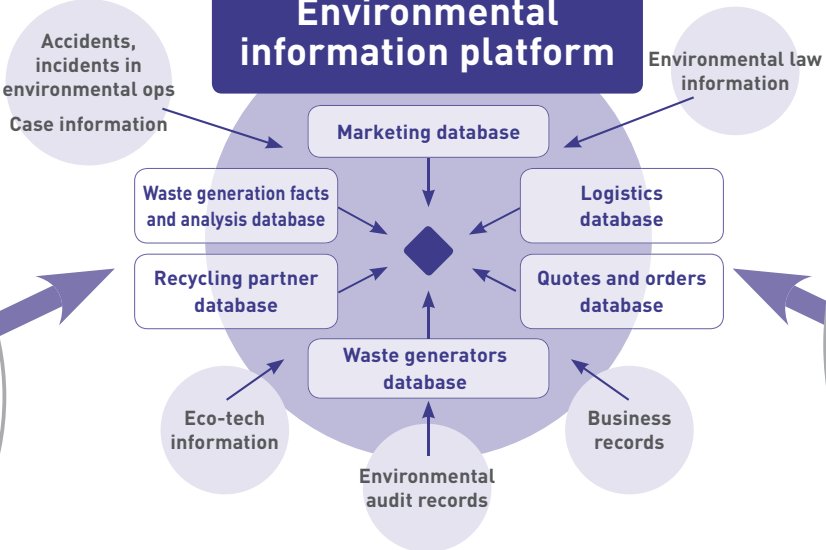 Environmental
information platform
Accidents,
incidents in
environmental ops
Case information
Environmental law
information
Marketing database
Waste generation facts
and analysis database
Logistics
database
Recycling partner
database
Quotes and orders
database
Waste generators
database
Eco-tech
information
Environmental
audit records
Business
records